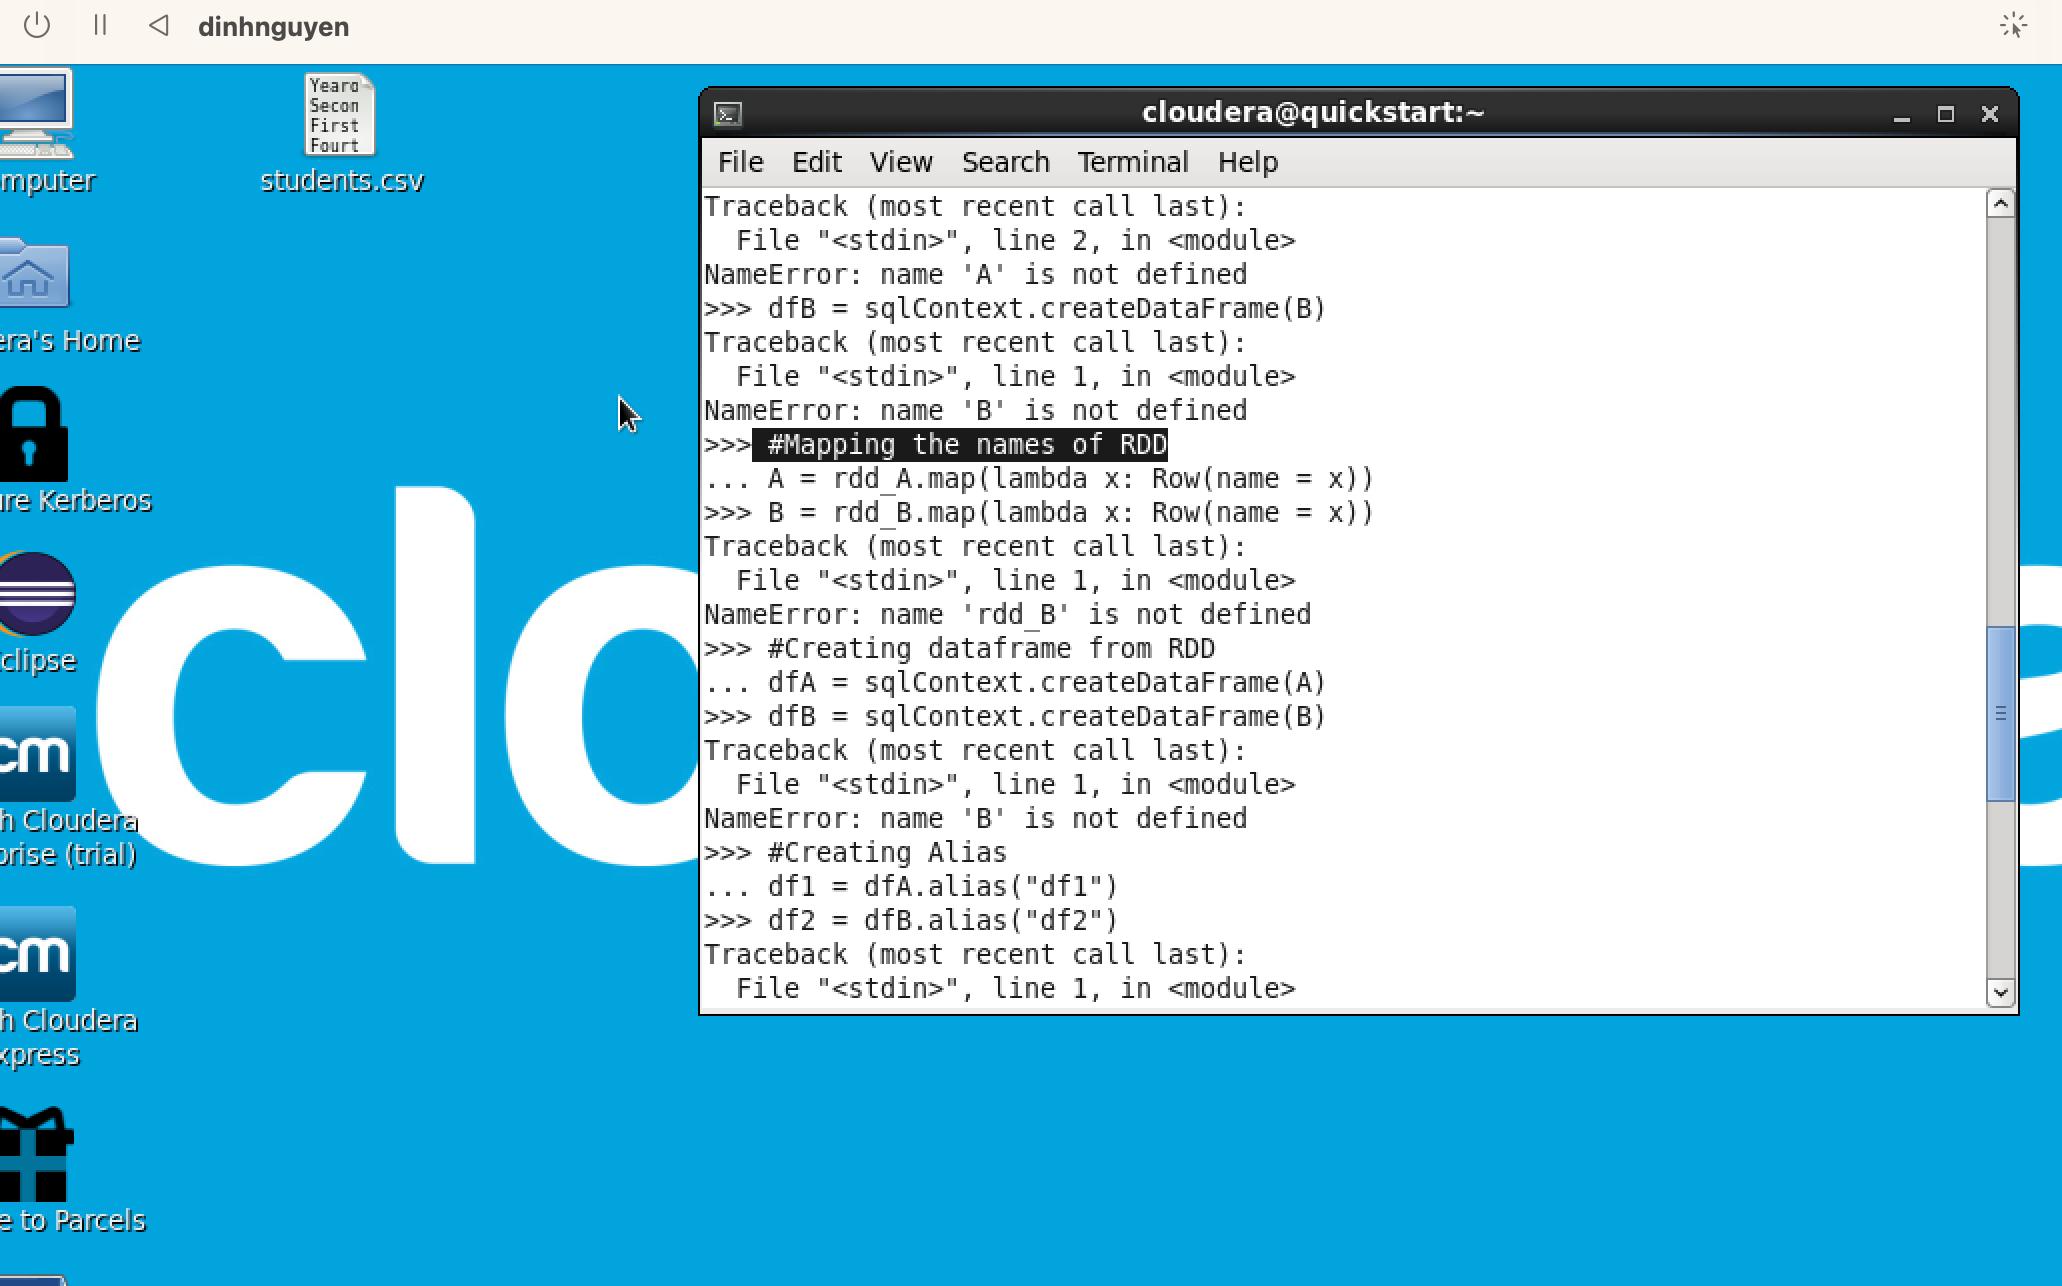 dinhnguyen
Yearo
Secon
First
Fourt
students.csv
mputer
era's Home
ure Kerberos
clipse
cm
h Cloudera
prise (trial)
cm
h Cloudera
xpress
e to Parcels
clo
cloudera@quickstart:~
File Edit View Search Terminal Help
Traceback (most recent call last):
  File "<stdin>", line 2, in <module>
NameError: name 'A' is not defined
>>> dfB = sqlContext.createDataFrame(B)
Traceback (most recent call last):
  File "<stdin>", line 1, in <module>
NameError: name 'B' is not defined
>>> #Mapping the names of RDD
... A = rdd_A.map(lambda x: Row(name = x))
>>> B = rdd_B.map(lambda x: Row(name = x))
Traceback (most recent call last):
  File "<stdin>", line 1, in <module>
NameError: name 'rdd_B' is not defined
>>> #Creating dataframe from RDD
... dfA = sqlContext.createDataFrame(A)
>>> dfB = sqlContext.createDataFrame(B)
Traceback (most recent call last):
  File "<stdin>", line 1, in <module>
NameError: name 'B' is not defined
>>> #Creating Alias
... df1 = dfA.alias("df1")
>>> df2 = dfB.alias("df2")
Traceback (most recent call last):
  File "<stdin>", line 1, in <module>